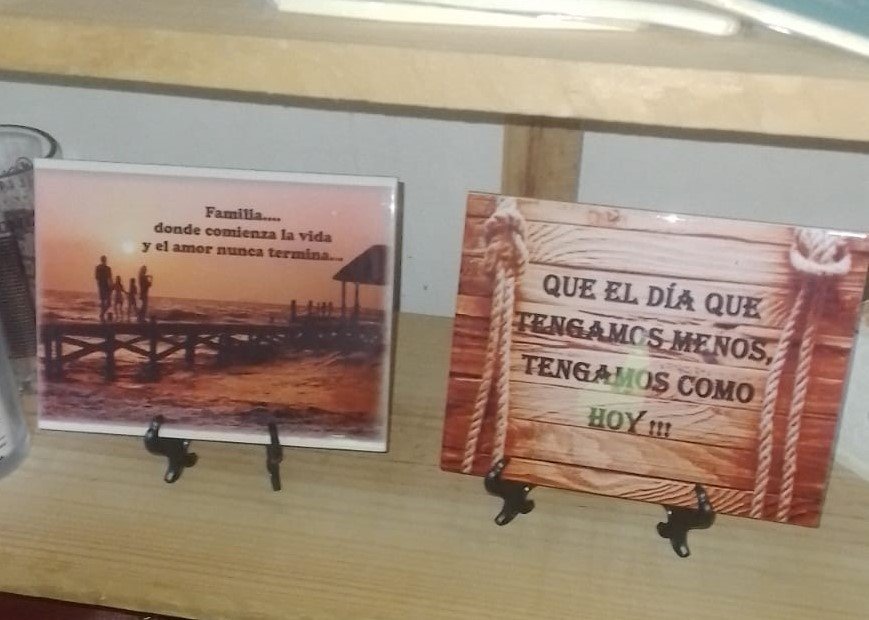 Familia....
donde comienza la vida
y el amor nunca termina...
QUE EL DÍA QUE
TENGAMOS MENOS,
TENGAMOS COMO
HOY!!!